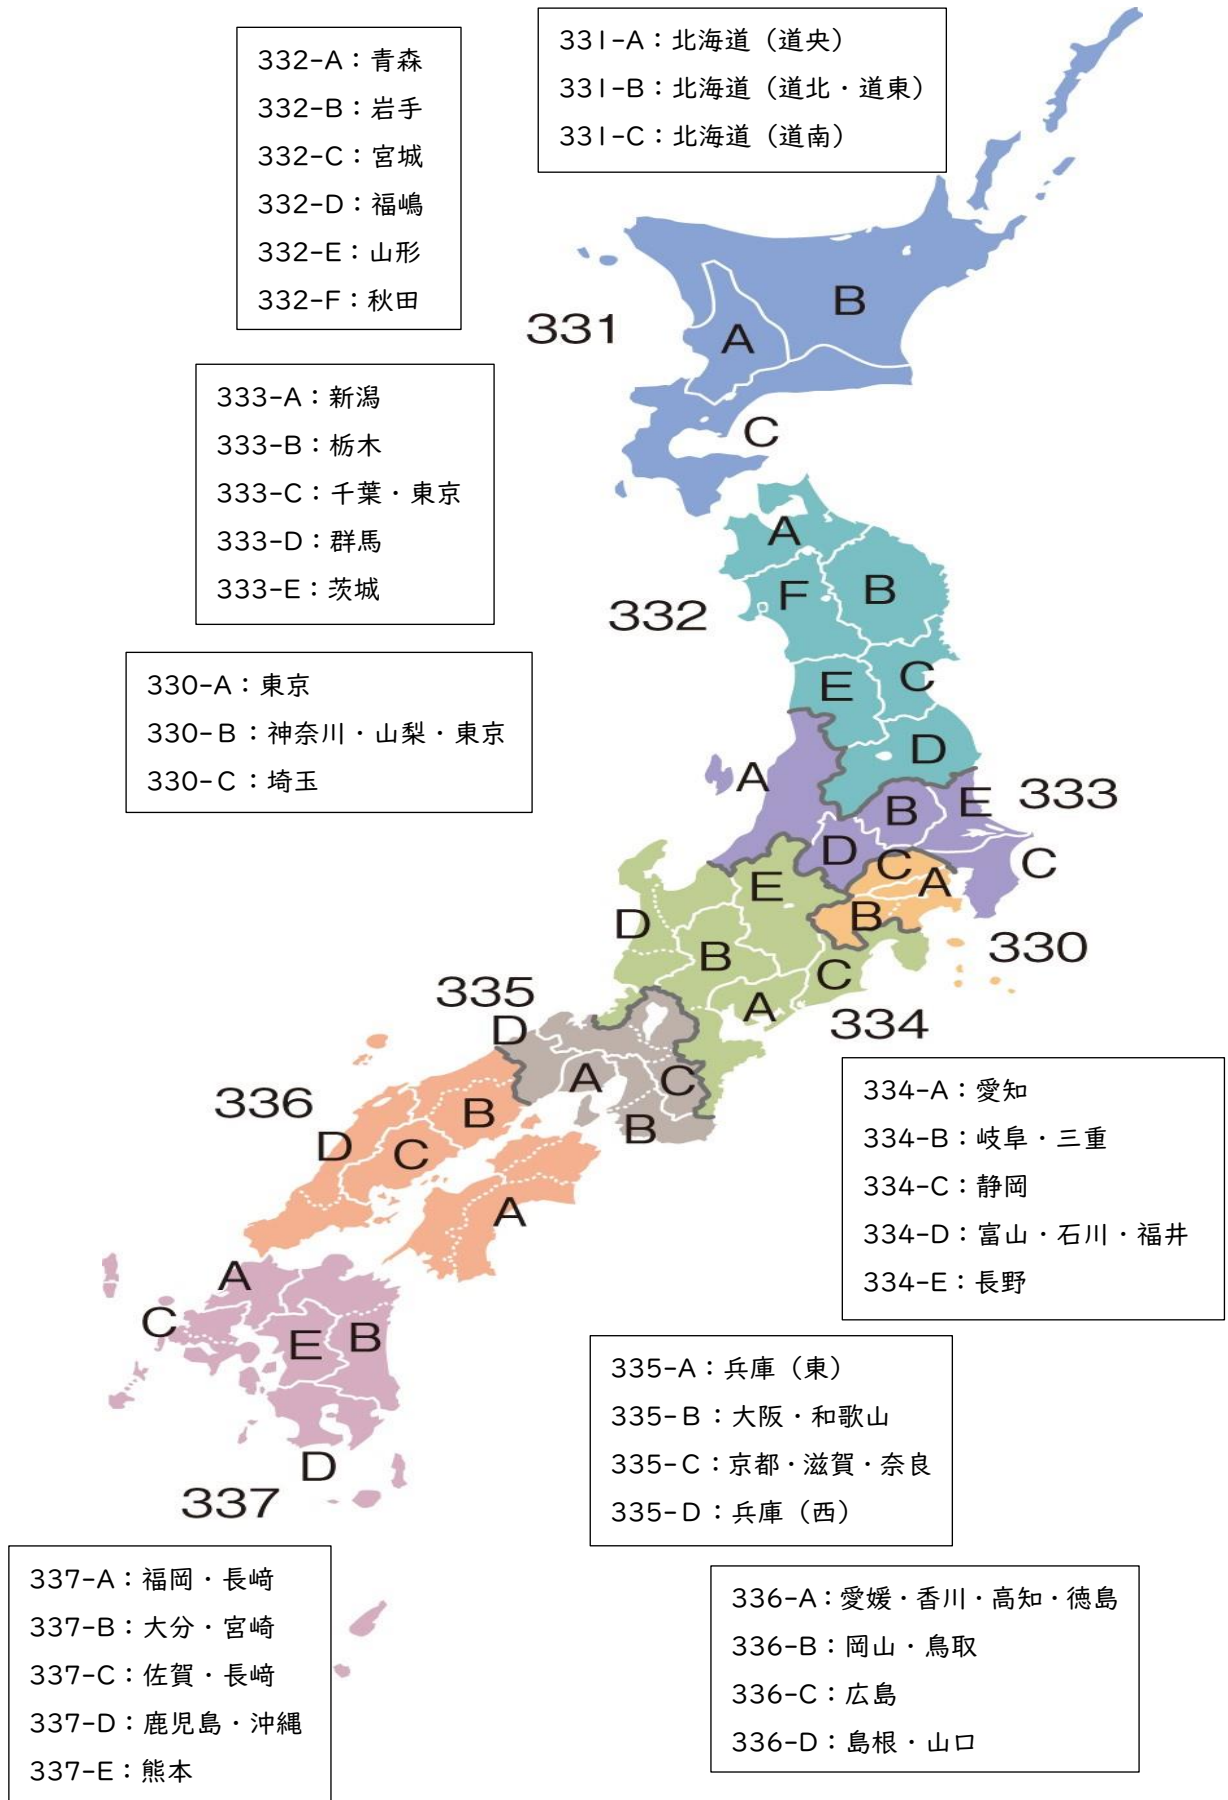 331-A：北海道（道央）
331-B：北海道（道北・道東）
331-C：北海道（道南）
332-A：青森
332-B：岩手
332-C：宮城
332-D：福嶋
332-E：山形
332-F：秋田
B
331
A
C
333-A：新潟
333-B：栃木
333-C：千葉・東京
333-D：群馬
333-E：茨城
A
F
B
332
E
C
D
330-A：東京
330-B：神奈川・山梨・東京
330-C：埼玉
A
B
E
333
D
C
C
A
E
B
330
D
B
C
A
334
335
D
A
C
B
336
B
D
C
A
334-A：愛知
334-B：岐阜・三重
334-C：静岡
334-D：富山・石川・福井
334-E：長野
A
C
E
B
D
337
335-A：兵庫（東）
335-B：大阪・和歌山
335-C：京都・滋賀・奈良
335-D：兵庫（西）
337-A：福岡・長崎
337-B：大分・宮崎
337-C：佐賀・長崎
337-D：鹿児島・沖縄
337-E：熊本
336-A：愛媛・香川・高知・徳島
336-B：岡山・鳥取
336-C：広島
336-D：島根・山口